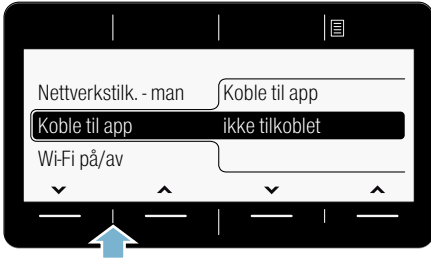 Nettverkstilk. - man Koble til app
Koble til app ikke tilkoblet
Wi-Fi på/av